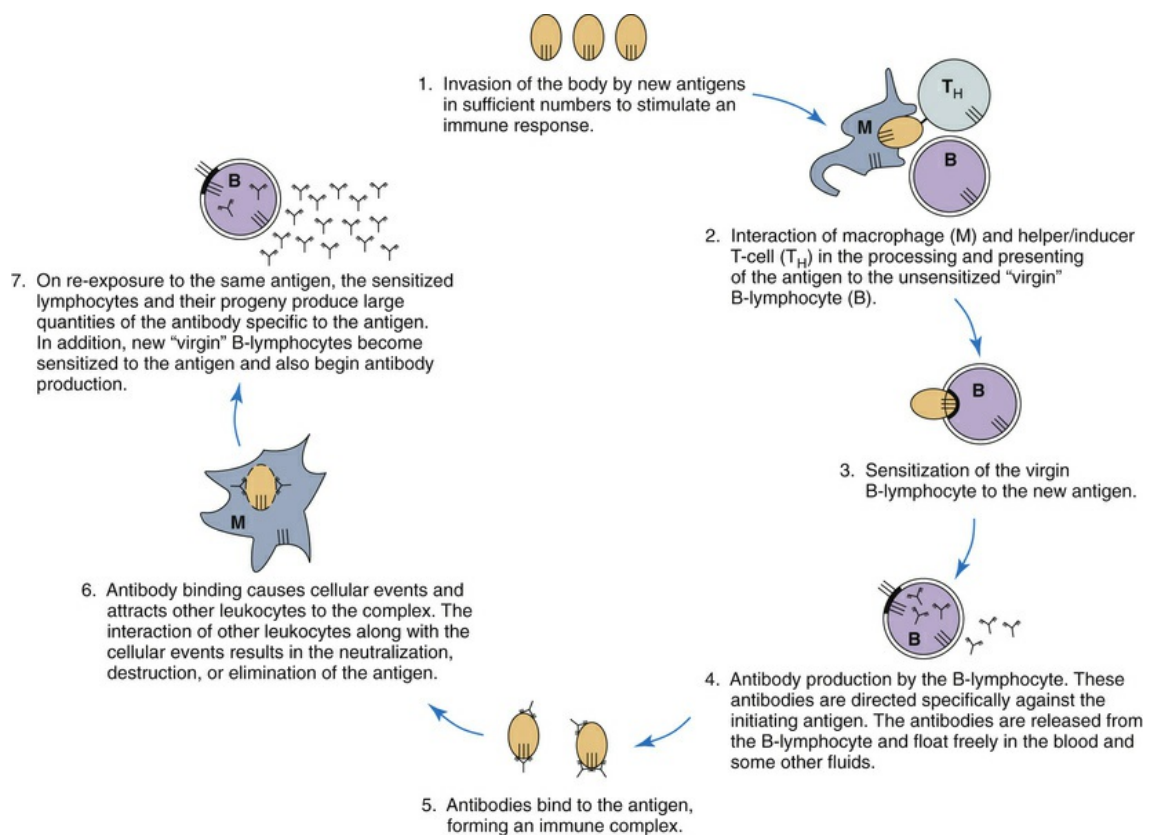 1. Invasion of the body by new antigens
in sufficient numbers to stimulate an
immune response.
M
TH
B
2. Interaction of macrophage (M) and helper/inducer
T-cell (TH) in the processing and presenting
of the antigen to the unsensitized “virgin”
B-lymphocyte (B).
B
3. Sensitization of the virgin
B-lymphocyte to the new antigen.
B
4. Antibody production by the B-lymphocyte. These
antibodies are directed specifically against the
initiating antigen. The antibodies are released from
the B-lymphocyte and float freely in the blood and
some other fluids.
5. Antibodies bind to the antigen,
forming an immune complex.
M
6. Antibody binding causes cellular events and
attracts other leukocytes to the complex. The
interaction of other leukocytes along with the
cellular events results in the neutralization,
destruction, or elimination of the antigen.
B
7. On re-exposure to the same antigen, the sensitized
lymphocytes and their progeny produce large
quantities of the antibody specific to the antigen.
In addition, new “virgin” B-lymphocytes become
sensitized to the antigen and also begin antibody
production.